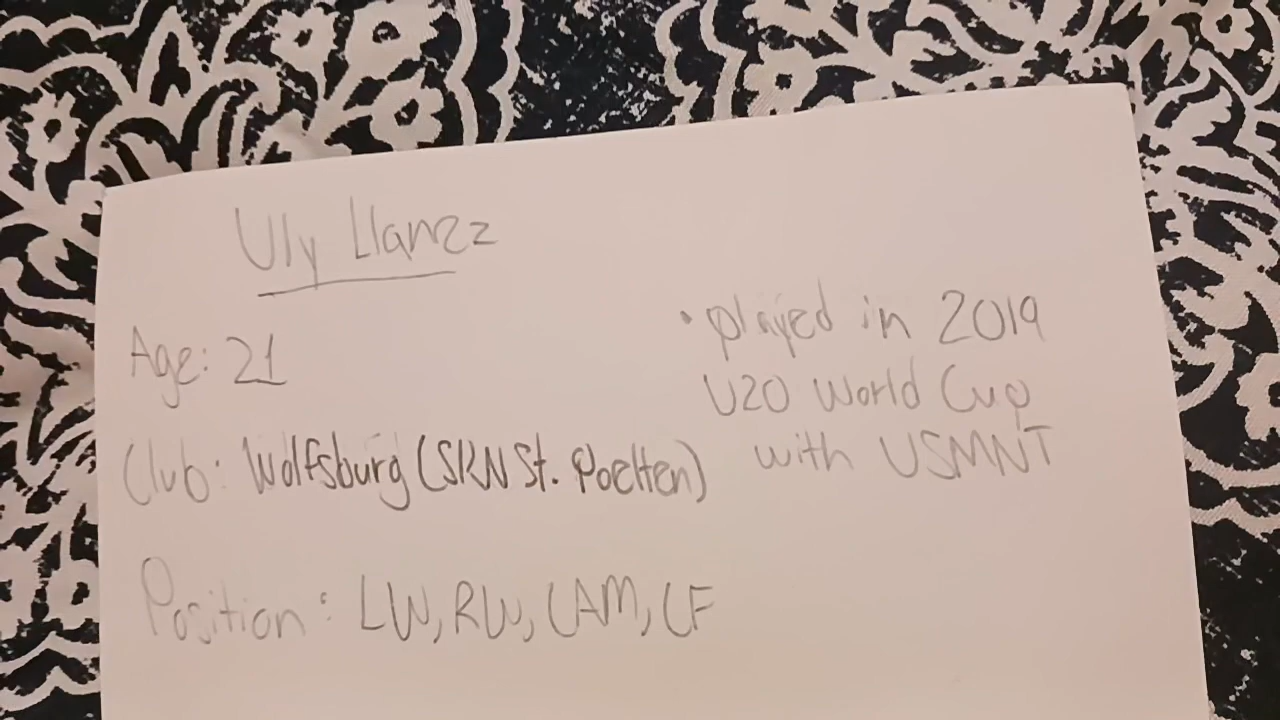 Uly Llanez
Age: 21
Club: Wolfsburg (SKN St. Poelten)
Position: LW, RW, CAM, CF
• played in 2019
U20 World Cup
with USMNT